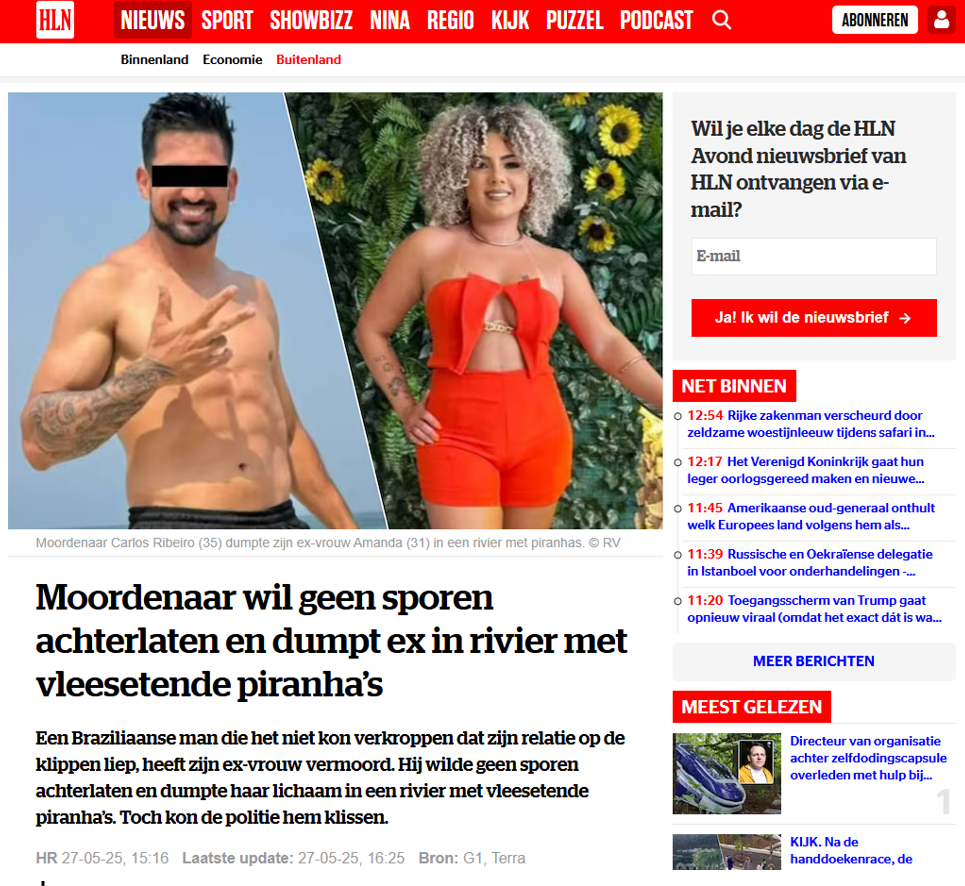 HLN
NIEUWS SPORT SHOWBIZZ NINA REGIO KIJK PUZZEL PODCAST
ABONNEREN
Binnenland Economie Buitenland
Moordenaar Carlos Ribeiro (35) dumpte zijn ex-vrouw Amanda (31) in een rivier met piranhas. © RV
Moordenaar wil geen sporen
achterlaten en dumpt ex in rivier met
vleesetende piranha's
Een Braziliaanse man die het niet kon verkroppen dat zijn relatie op de
klippen liep, heeft zijn ex-vrouw vermoord. Hij wilde geen sporen
achterlaten en dumpte haar lichaam in een rivier met vleesetende
piranha's. Toch kon de politie hem klissen.
HR 27-05-25, 15:16 Laatste update: 27-05-25, 16:25 Bron: G1, Terra
Wil je elke dag de HLN
Avond nieuwsbrief van
HLN ontvangen via e-
mail?
E-mail
Ja! Ik wil de nieuwsbrief →
NET BINNEN
12:54 Rijke zakenman verscheurd door
zeldzame woestijnleeuw tijdens safari in...
12:17 Het Verenigd Koninkrijk gaat hun
leger oorlogsgereed maken en nieuwe...
11:45 Amerikaanse oud-generaal onthult
welk Europees land volgens hem als...
11:39 Russische en Oekraïense delegatie
in Istanboel voor onderhandelingen -...
11:20 Toegangsscherm van Trump gaat
opnieuw viraal (omdat het exact dát is wa...
MEER BERICHTEN
MEEST GELEZEN
Directeur van organisatie
achter zelfdodingscapsule
overleden met hulp bij...
1
KIJK. Na de
handdoekenrace, de